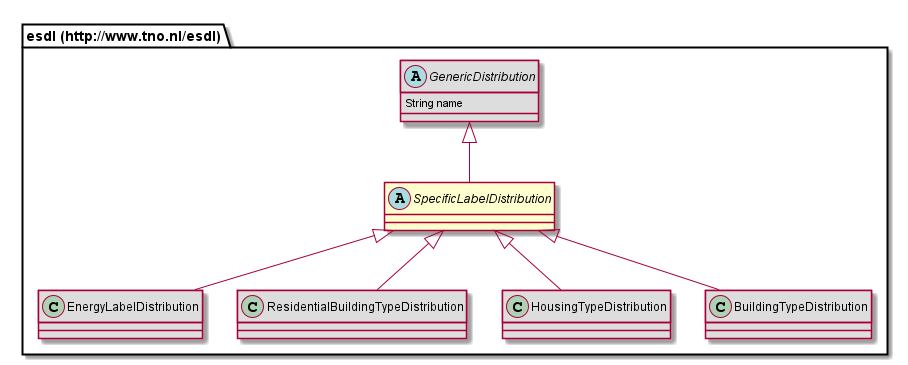 esdl (http://www.tno.nl/esdl)
A GenericDistribution
String name
A SpecificLabelDistribution
C EnergyLabelDistribution
C ResidentialBuildingTypeDistribution
C HousingTypeDistribution
C BuildingTypeDistribution